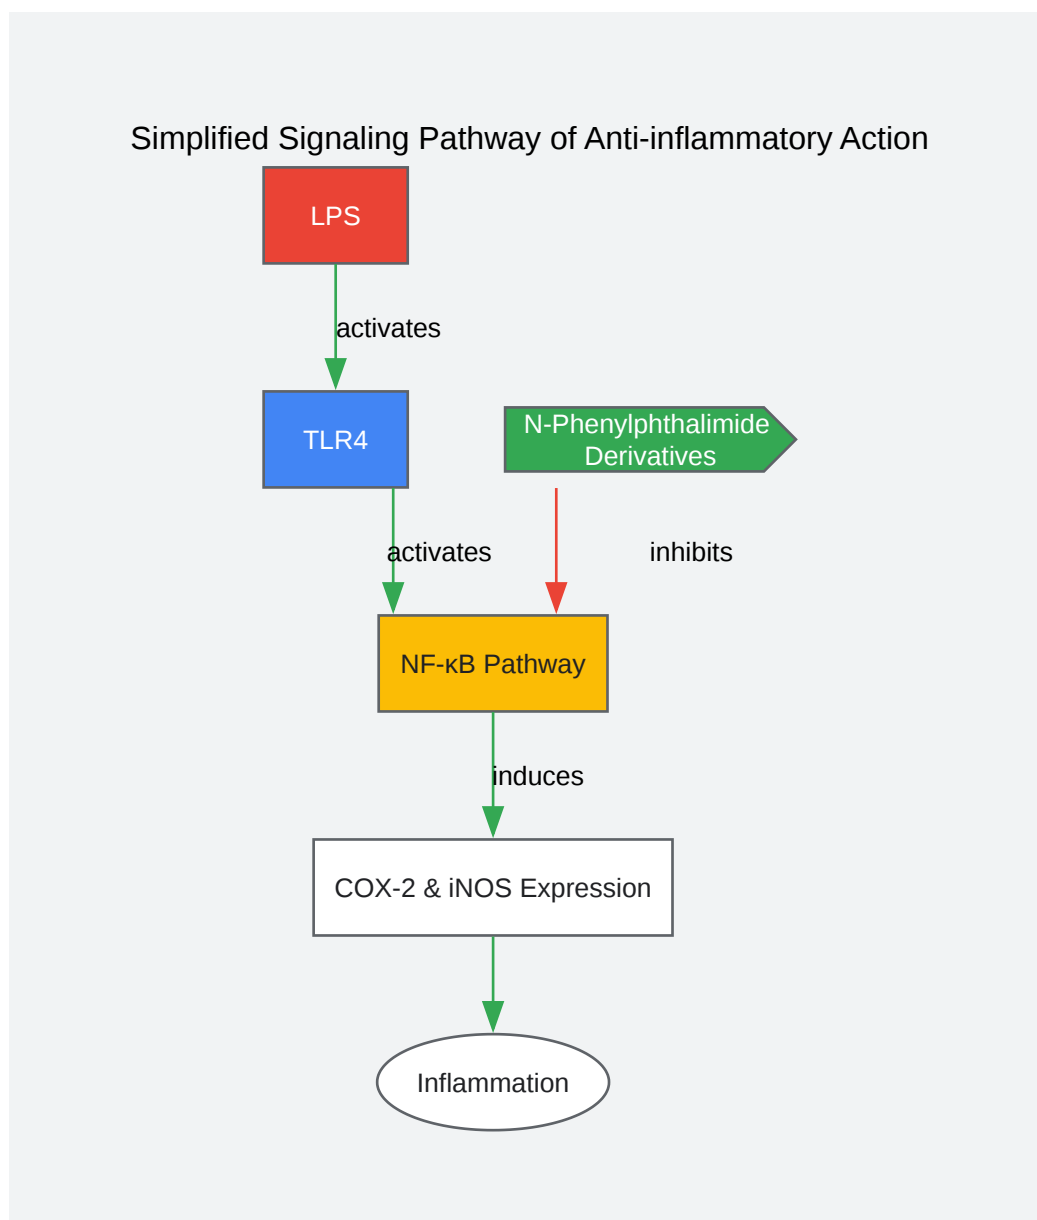 Simplified Signaling Pathway of Anti-inflammatory Action
LPS
activates
TLR4
N-Phenylphthalimide
Derivatives
activates
inhibits
NF-κB Pathway
induces
COX-2 & iNOS Expression
Inflammation